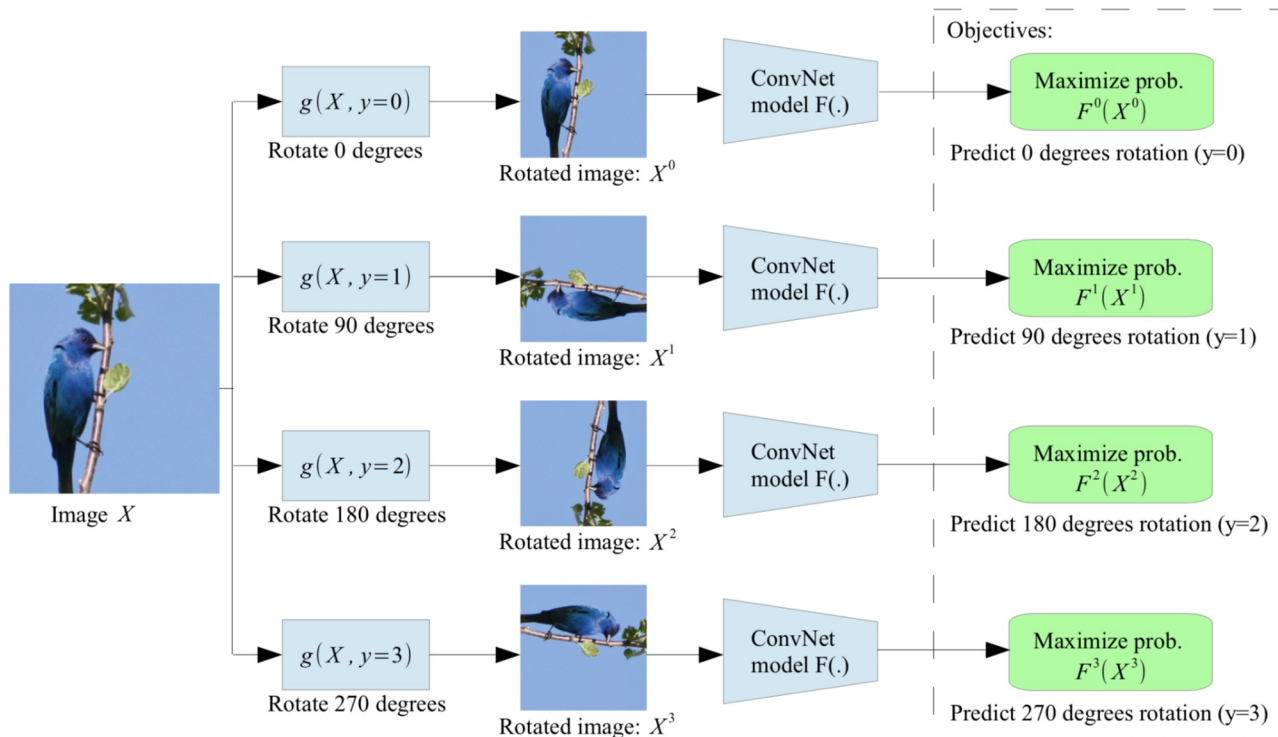 Objectives:
g(X, y=0)
Rotate 0 degrees
Rotated image: X⁰
ConvNet
model F(.)
Maximize prob.
F⁰(X⁰)
Predict 0 degrees rotation (y=0)
g(X, y=1)
Rotate 90 degrees
Rotated image: X¹
ConvNet
model F(.)
Maximize prob.
F¹(X¹)
Predict 90 degrees rotation (y=1)
Image X
g(X, y=2)
Rotate 180 degrees
Rotated image: X²
ConvNet
model F(.)
Maximize prob.
F²(X²)
Predict 180 degrees rotation (y=2)
g(X, y=3)
Rotate 270 degrees
Rotated image: X³
ConvNet
model F(.)
Maximize prob.
F³(X³)
Predict 270 degrees rotation (y=3)